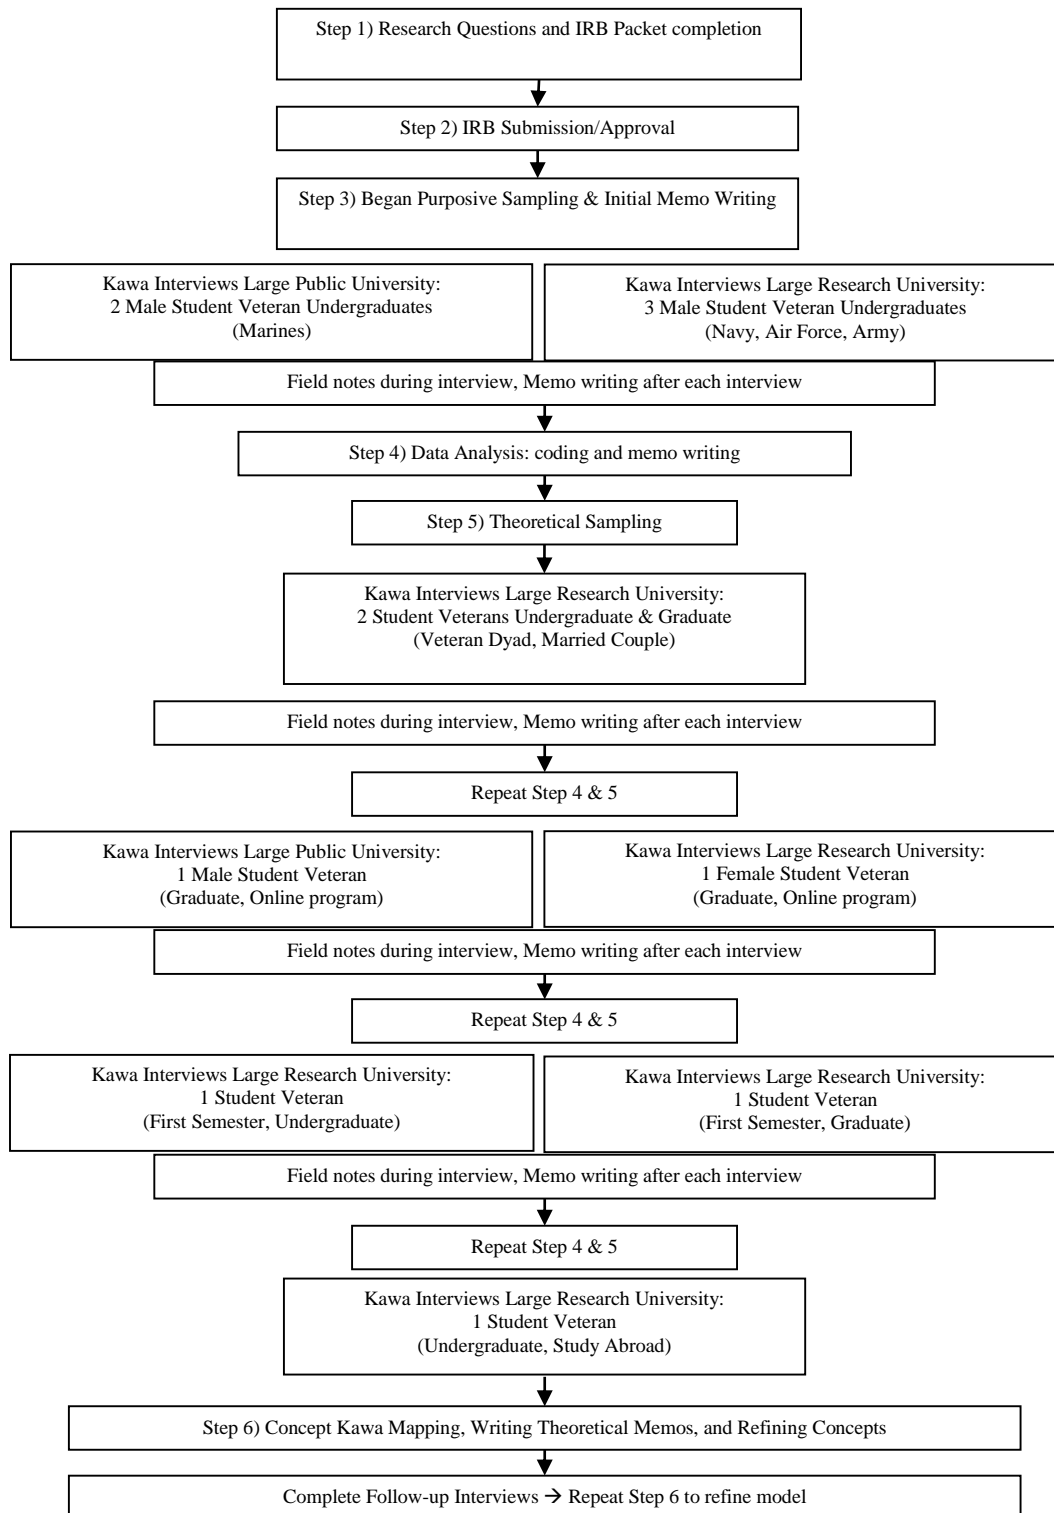 Step 1) Research Questions and IRB Packet completion
Step 2) IRB Submission/Approval
Step 3) Began Purposive Sampling & Initial Memo Writing
Kawa Interviews Large Public University:
2 Male Student Veteran Undergraduates
(Marines)
Kawa Interviews Large Research University:
3 Male Student Veteran Undergraduates
(Navy, Air Force, Army)
Field notes during interview, Memo writing after each interview
Step 4) Data Analysis: coding and memo writing
Step 5) Theoretical Sampling
Kawa Interviews Large Research University:
2 Student Veterans Undergraduate & Graduate
(Veteran Dyad, Married Couple)
Field notes during interview, Memo writing after each interview
Repeat Step 4 & 5
Kawa Interviews Large Public University:
1 Male Student Veteran
(Graduate, Online program)
Kawa Interviews Large Research University:
1 Female Student Veteran
(Graduate, Online program)
Field notes during interview, Memo writing after each interview
Repeat Step 4 & 5
Kawa Interviews Large Research University:
1 Student Veteran
(First Semester, Undergraduate)
Kawa Interviews Large Research University:
1 Student Veteran
(First Semester, Graduate)
Field notes during interview, Memo writing after each interview
Repeat Step 4 & 5
Kawa Interviews Large Research University:
1 Student Veteran
(Undergraduate, Study Abroad)
Step 6) Concept Kawa Mapping, Writing Theoretical Memos, and Refining Concepts
Complete Follow-up Interviews → Repeat Step 6 to refine model